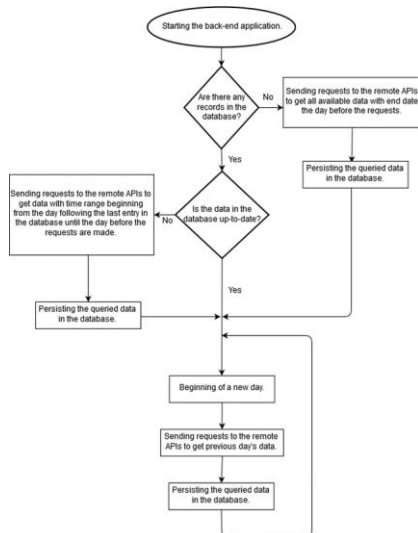 Starting the back-end application.
Are there any
records in the
database?
No
Sending requests to the remote APIs
to get all available data with end date
the day before the requests.
Yes
Persisting the queried data
in the database.
Sending requests to the remote APIs to
get data with time range beginning
from the day following the last entry in
the database until the day before the
requests are made.
Is the data in the
database up-to-date?
No
Yes
Persisting the queried data
in the database.
Beginning of a new day.
Sending requests to the remote
APIs to get previous day's data.
Persisting the queried data
in the database.